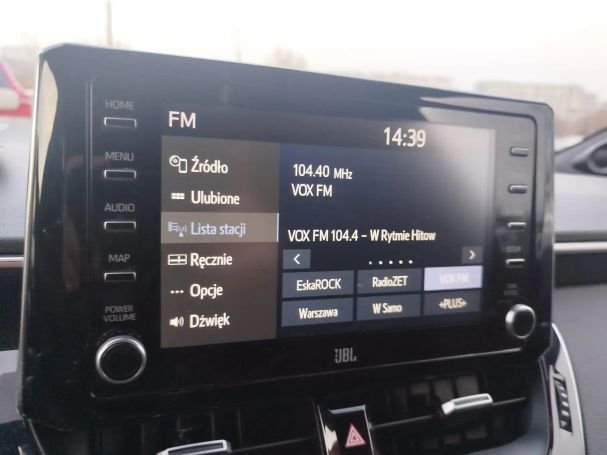 HOME
MENU
AUDIO
MAP
POWER
VOLUME
FM
14:39
Źródło
Ulubione
Lista stacji
Ręcznie
Opcje
Dźwięk
104.40 MHz
VOX FM
VOX FM 104.4 - W Rytmie Hitow
EskaROCK
RadioZET
VOX FM
Warszawa
W Samo
+PLUS+
JBL